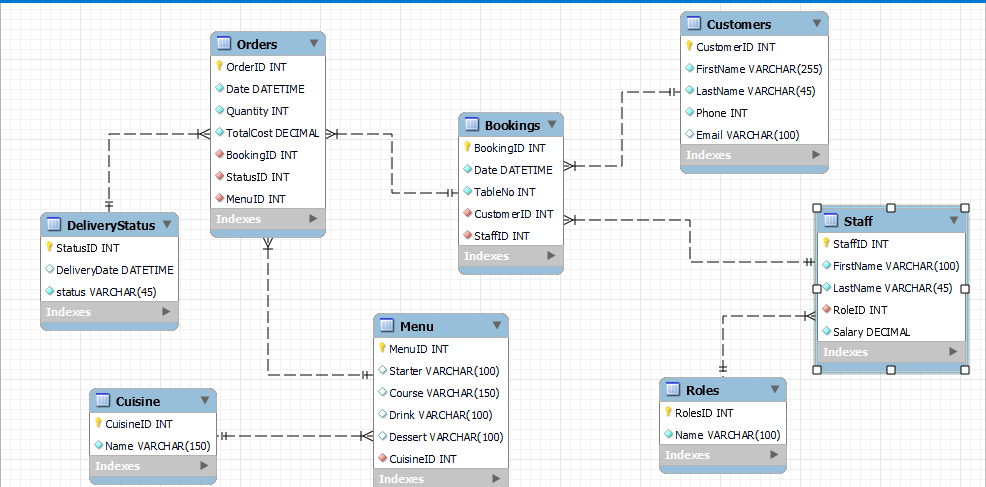 Customers
CustomerID INT
FirstName VARCHAR(255)
LastName VARCHAR(45)
Phone INT
Email VARCHAR(100)
Indexes
Orders
OrderID INT
Date DATETIME
Quantity INT
TotalCost DECIMAL
BookingID INT
StatusID INT
MenuID INT
Indexes
Bookings
BookingID INT
Date DATETIME
TableNo INT
CustomerID INT
StaffID INT
Indexes
DeliveryStatus
StatusID INT
DeliveryDate DATETIME
status VARCHAR(45)
Indexes
Staff
StaffID INT
FirstName VARCHAR(100)
LastName VARCHAR(45)
RoleID INT
Salary DECIMAL
Indexes
Menu
MenuID INT
Starter VARCHAR(100)
Course VARCHAR(150)
Drink VARCHAR(100)
Dessert VARCHAR(100)
CuisineID INT
Indexes
Cuisine
CuisineID INT
Name VARCHAR(150)
Indexes
Roles
RolesID INT
Name VARCHAR(100)
Indexes